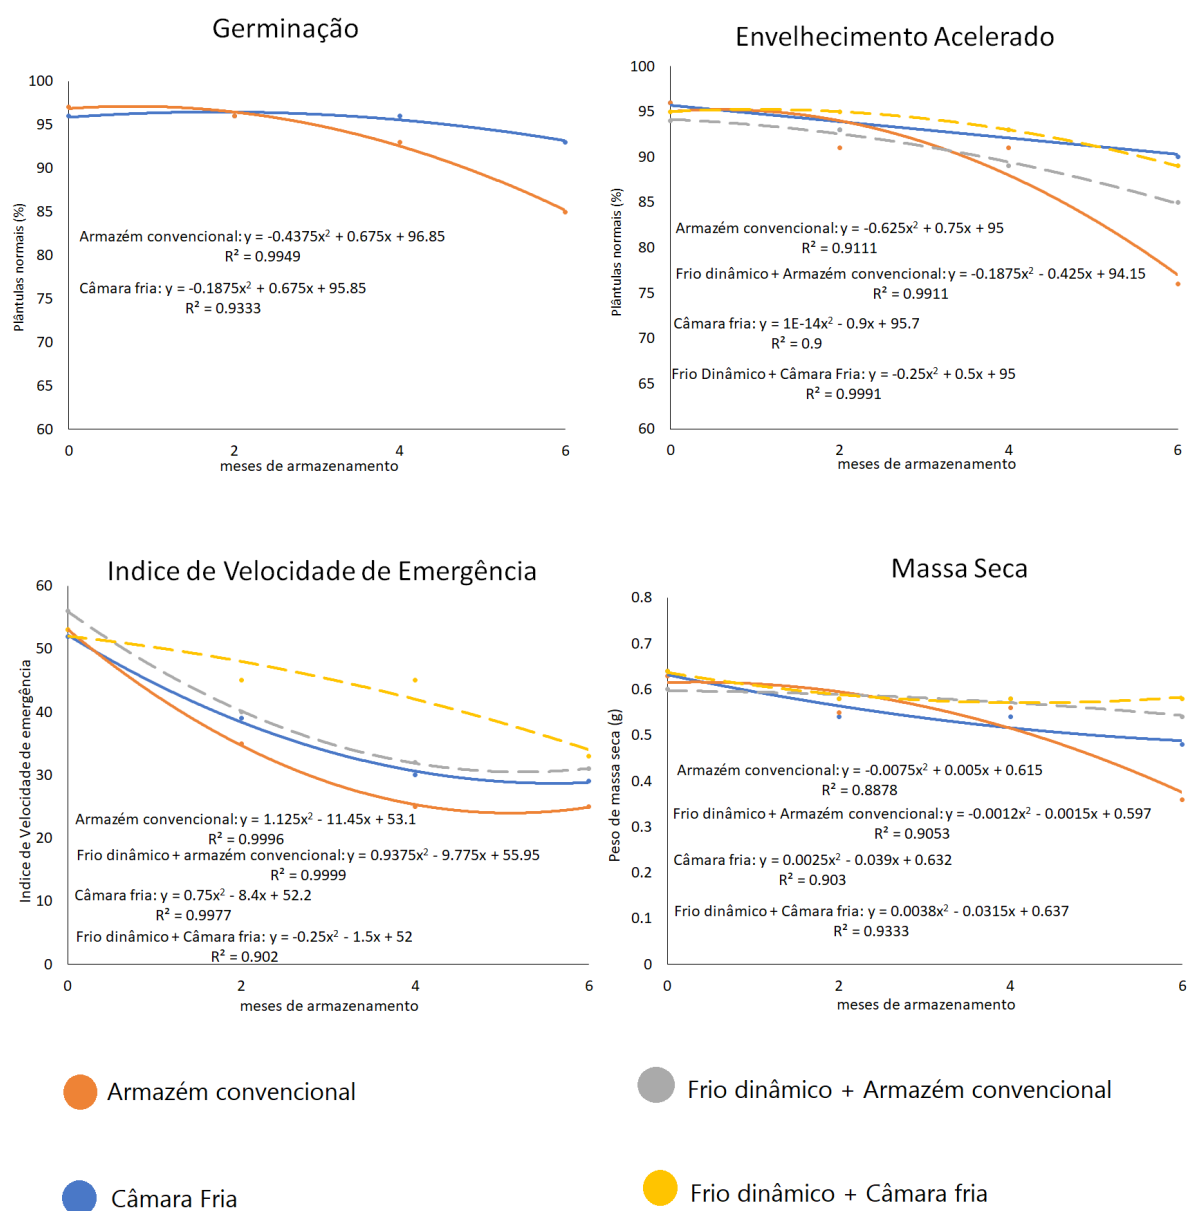 Germinação
100
95
90
85
80
75
70
65
60
Plântulas normais (%)
Armazém convencional: y = -0.4375x² + 0.675x + 96.85
R² = 0.9949
Câmara fria: y = -0.1875x² + 0.675x + 95.85
R² = 0.9333
0 2 4 6
meses de armazenamento
Envelhecimento Acelerado
100
95
90
85
80
75
70
65
60
Plântulas normais (%)
Armazém convencional: y = -0.625x² + 0.75x + 95
R² = 0.9111
Frio dinâmico + Armazém convencional: y = -0.1875x² - 0.425x + 94.15
R² = 0.9911
Câmara fria: y = 1E-14x² - 0.9x + 95.7
R² = 0.9
Frio Dinâmico + Câmara Fria: y = -0.25x² + 0.5x + 95
R² = 0.9991
0 2 4 6
meses de armazenamento
Indice de Velocidade de Emergência
60
50
40
30
20
10
0
Indice de Velocidade de emergência
Armazém convencional: y = 1.125x² - 11.45x + 53.1
R² = 0.9996
Frio dinâmico + armazém convencional: y = 0.9375x² - 9.775x + 55.95
R² = 0.9999
Câmara fria: y = 0.75x² - 8.4x + 52.2
R² = 0.9977
Frio dinâmico + Câmara fria: y = -0.25x² - 1.5x + 52
R² = 0.902
0 2 4 6
meses de armazenamento
Massa Seca
0.8
0.7
0.6
0.5
0.4
0.3
0.2
0.1
0
Peso de massa seca (g)
Armazém convencional: y = -0.0075x² + 0.005x + 0.615
R² = 0.8878
Frio dinâmico + Armazém convencional: y = -0.0012x² - 0.0015x + 0.597
R² = 0.9053
Câmara fria: y = 0.0025x² - 0.039x + 0.632
R² = 0.903
Frio dinâmico + Câmara fria: y = 0.0038x² - 0.0315x + 0.637
R² = 0.9333
0 2 4 6
meses de armazenamento
Armazém convencional
Frio dinâmico + Armazém convencional
Câmara Fria
Frio dinâmico + Câmara fria